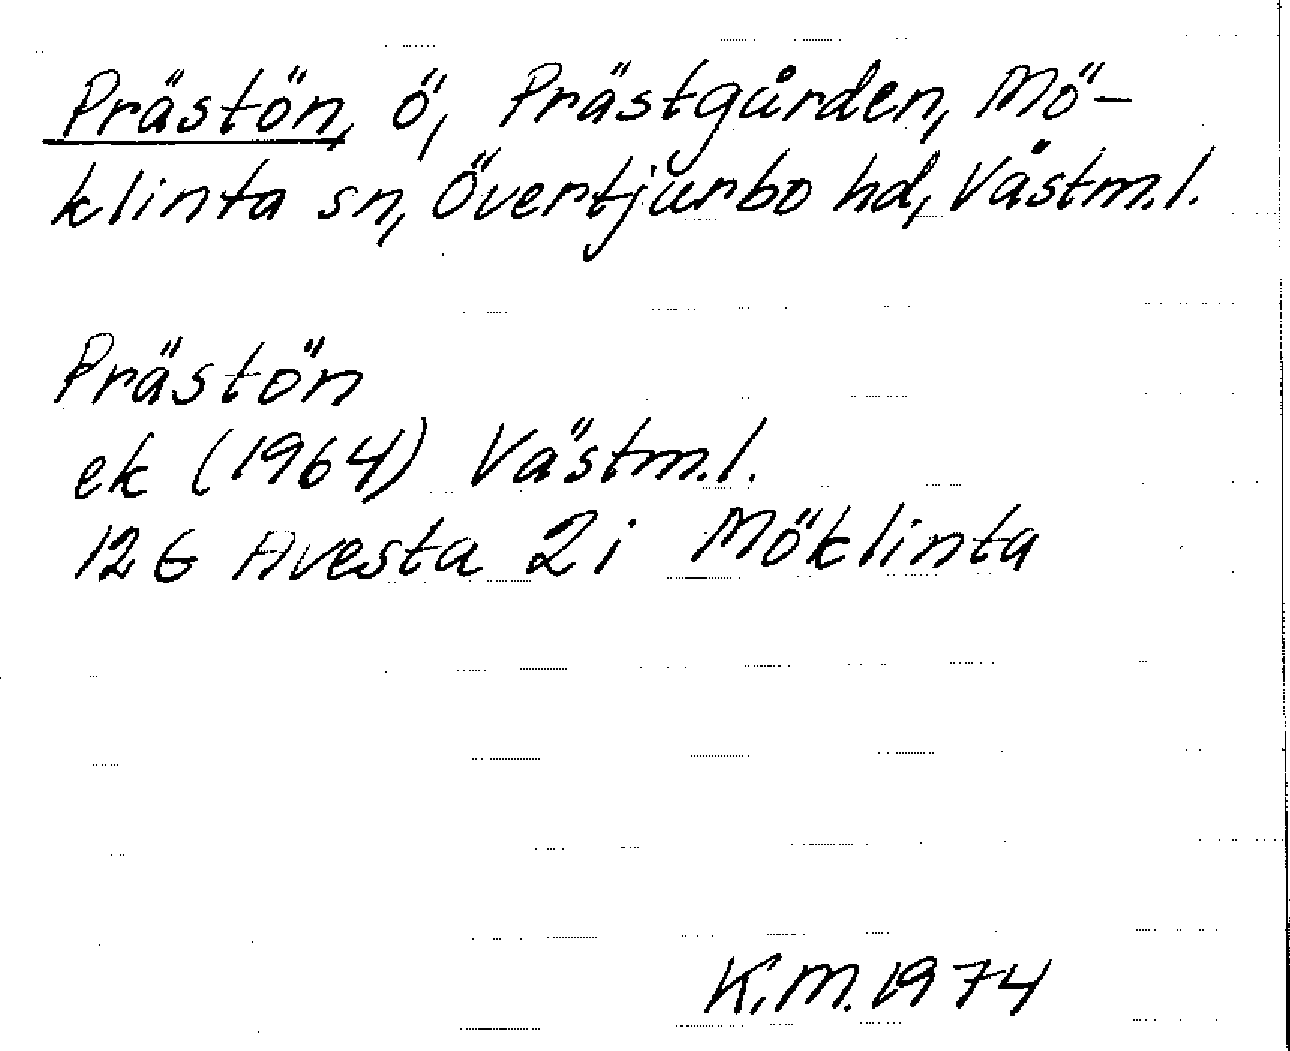 Prästön, ö, Prästgården, Mö-
klinta sn, Övertjurbo hd, Västm.l.
Prästön
ek (1964) Västm.l.
12G Avesta 2i Möklinta
K.M. 1974